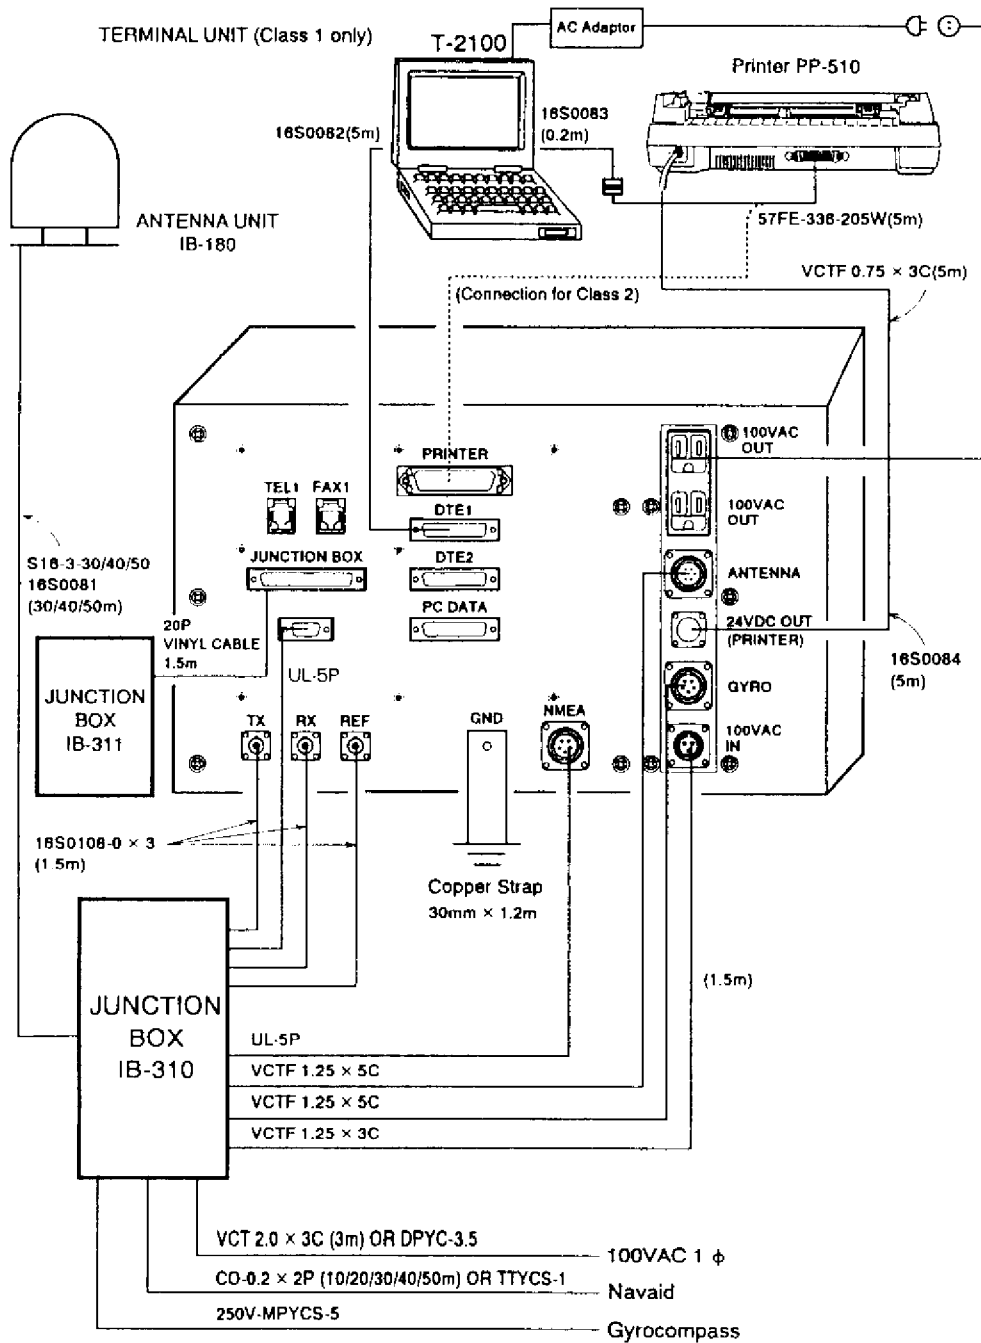 TERMINAL UNIT (Class 1 only)
T-2100
AC Adaptor
Printer PP-510
16S0082(5m)
16S0083
(0.2m)
ANTENNA UNIT
IB-180
57FE-336-205W(5m)
VCTF 0.75 × 3C(5m)
(Connection for Class 2)
PRINTER
100VAC
OUT
TEL1 FAX1
DTE1
100VAC
OUT
S16-3-30/40/50
16S0081
(30/40/50m)
JUNCTION BOX
DTE2
ANTENNA
20P
VINYL CABLE
1.5m
PC DATA
24VDC OUT
(PRINTER)
16S0084
(5m)
UL-5P
JUNCTION
BOX
IB-311
GYRO
TX RX REF
GND
NMEA
100VAC
IN
16S0108-0 × 3
(1.5m)
Copper Strap
30mm × 1.2m
(1.5m)
JUNCTION
BOX
IB-310
UL-5P
VCTF 1.25 × 5C
VCTF 1.25 × 5C
VCTF 1.25 × 3C
VCT 2.0 × 3C (3m) OR DPYC-3.5
100VAC 1 ϕ
CO-0.2 × 2P (10/20/30/40/50m) OR TTYCS-1
Navaid
250V-MPYCS-5
Gyrocompass